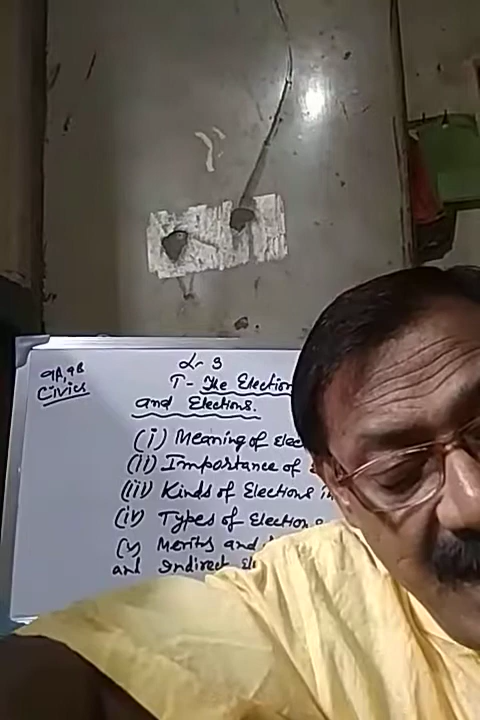 9A, 9B
Civics
L-3
T- The Election
and Elections.
(i) Meaning of
(ii) Importance of
(iii) Kinds of Elections
(iv) Types of Elections
(v) Merits and
and Indirect